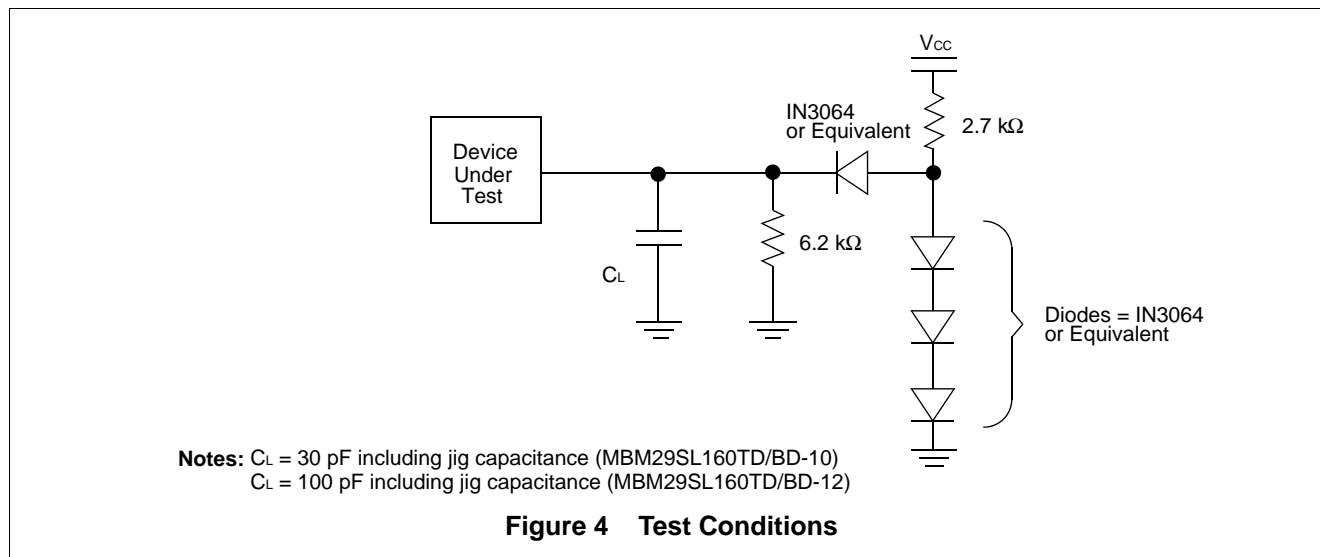 Vcc
IN3064
or Equivalent
2.7 kΩ
Device
Under
Test
6.2 kΩ
CL
Diodes = IN3064
or Equivalent
Notes: CL = 30 pF including jig capacitance (MBM29SL160TD/BD-10)
CL = 100 pF including jig capacitance (MBM29SL160TD/BD-12)
Figure 4 Test Conditions